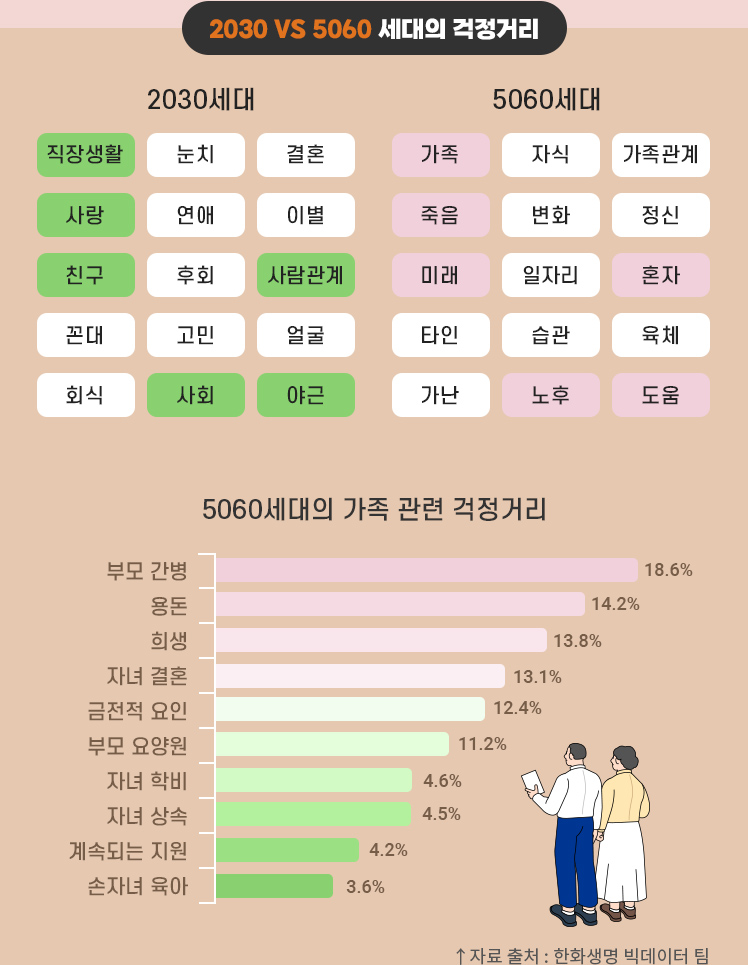 2030 VS 5060 세대의 걱정거리
2030세대
5060세대
직장생활 눈치 결혼
가족 자식 가족관계
사랑 연애 이별
죽음 변화 정신
친구 후회 사람관계
미래 일자리 혼자
꼰대 고민 얼굴
타인 습관 육체
회식 사회 야근
가난 노후 도움
5060세대의 가족 관련 걱정거리
부모 간병 18.6%
용돈 14.2%
희생 13.8%
자녀 결혼 13.1%
금전적 요인 12.4%
부모 요양원 11.2%
자녀 학비 4.6%
자녀 상속 4.5%
계속되는 지원 4.2%
손자녀 육아 3.6%
↑자료 출처 : 한화생명 빅데이터 팀